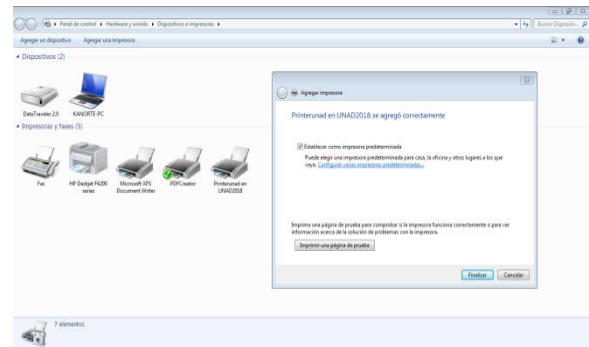 Panel de control ▸ Hardware y sonido ▸ Dispositivos e impresoras ▸
Buscar Dispositiv...
Agregar un dispositivo Agregar una impresora
Dispositivos (2)
DataTraveler 2.0
KANORTE-PC
Impresoras y faxes (5)
Fax
HP Deskjet F4200
series
Microsoft XPS
Document Writer
PDFCreator
Printerunad en
UNAD2018
Agregar impresora
Printerunad en UNAD2018 se agregó correctamente
Establecer como impresora predeterminada
Puede elegir una impresora predeterminada para casa, la oficina y otros lugares a los que
vaya. Configurar varias impresoras predeterminadas...
Imprima una página de prueba para comprobar si la impresora funciona correctamente o para ver
información acerca de la solución de problemas con la impresora.
Imprimir una página de prueba
Finalizar Cancelar
7 elementos